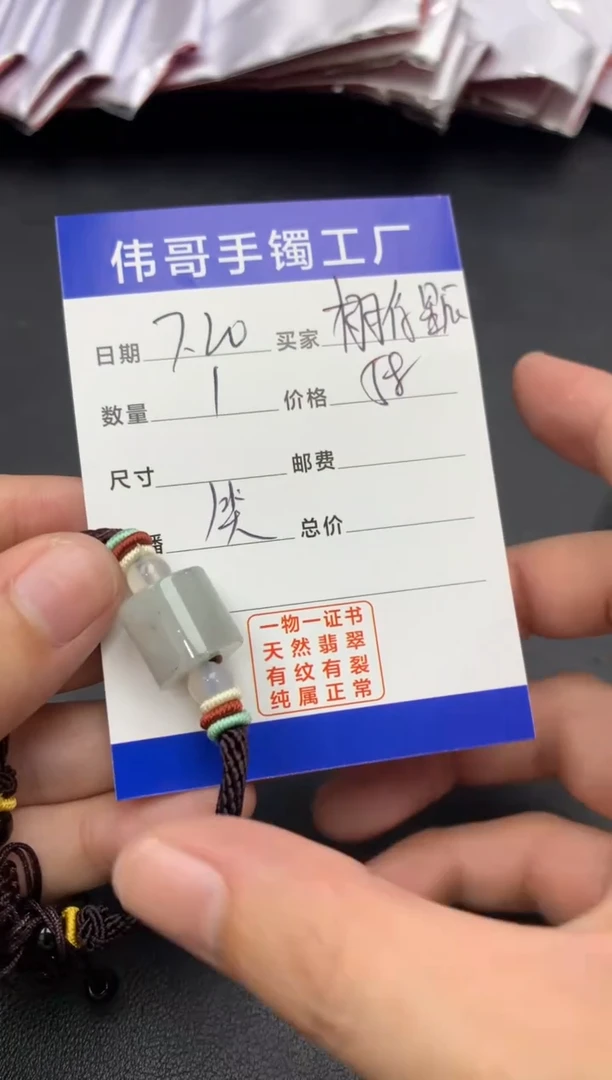 伟哥手镯工厂
日期 7.20 买家
数量 1 价格 18
尺寸 邮费
播 总价
一物一证书
天然翡翠
有纹有裂
纯属正常